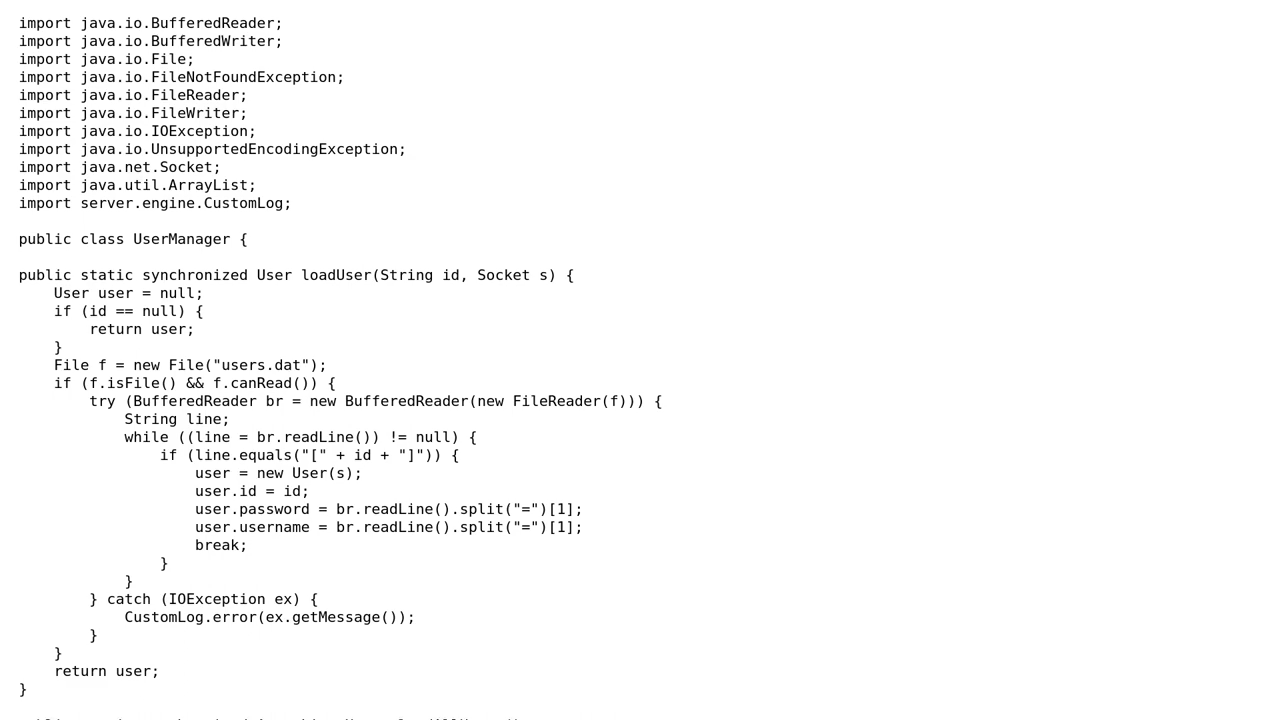 import java.io.BufferedReader;
import java.io.BufferedWriter;
import java.io.File;
import java.io.FileNotFoundException;
import java.io.FileReader;
import java.io.FileWriter;
import java.io.IOException;
import java.io.UnsupportedEncodingException;
import java.net.Socket;
import java.util.ArrayList;
import server.engine.CustomLog;

public class UserManager {

public static synchronized User loadUser(String id, Socket s) {
    User user = null;
    if (id == null) {
        return user;
    }
    File f = new File("users.dat");
    if (f.isFile() && f.canRead()) {
        try (BufferedReader br = new BufferedReader(new FileReader(f))) {
            String line;
            while ((line = br.readLine()) != null) {
                if (line.equals("[" + id + "]")) {
                    user = new User(s);
                    user.id = id;
                    user.password = br.readLine().split("=")[1];
                    user.username = br.readLine().split("=")[1];
                    break;
                }
            }
        } catch (IOException ex) {
            CustomLog.error(ex.getMessage());
        }
    }
    return user;
}